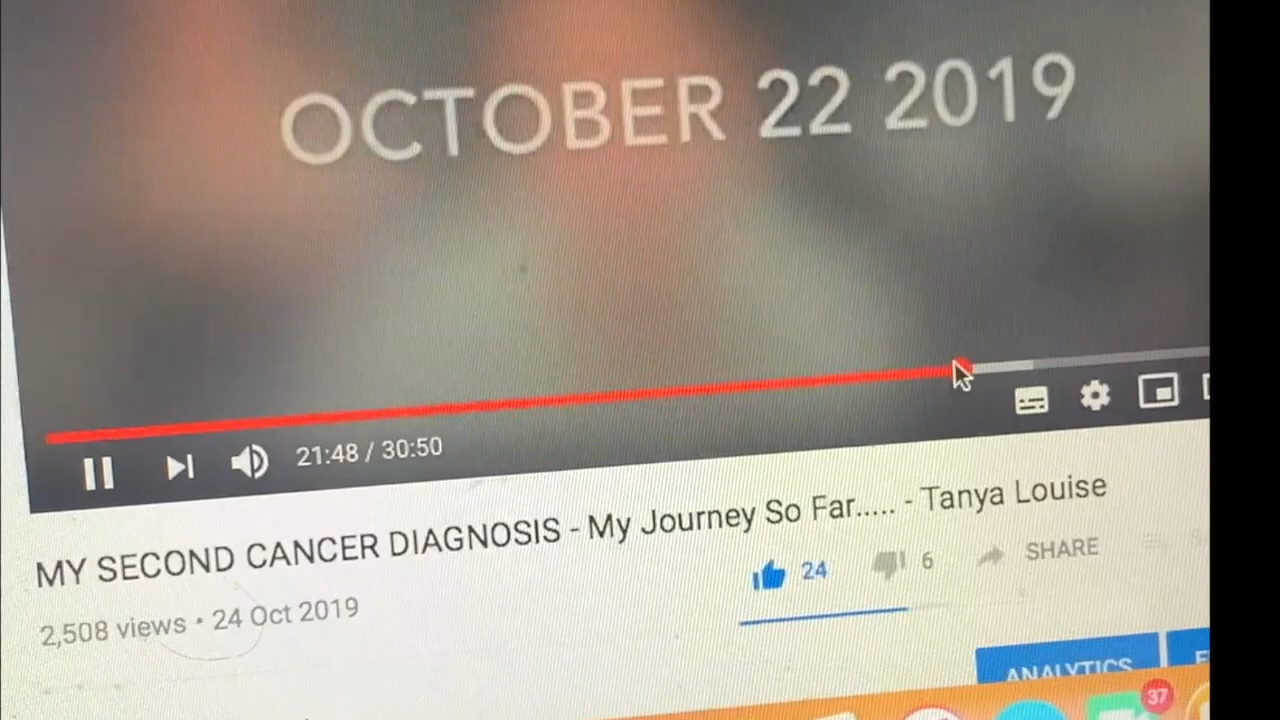 OCTOBER 22 2019
21:48 / 30:50
MY SECOND CANCER DIAGNOSIS - My Journey So Far..... - Tanya Louise
2,508 views • 24 Oct 2019
24 6 SHARE
ANALYTICS
37